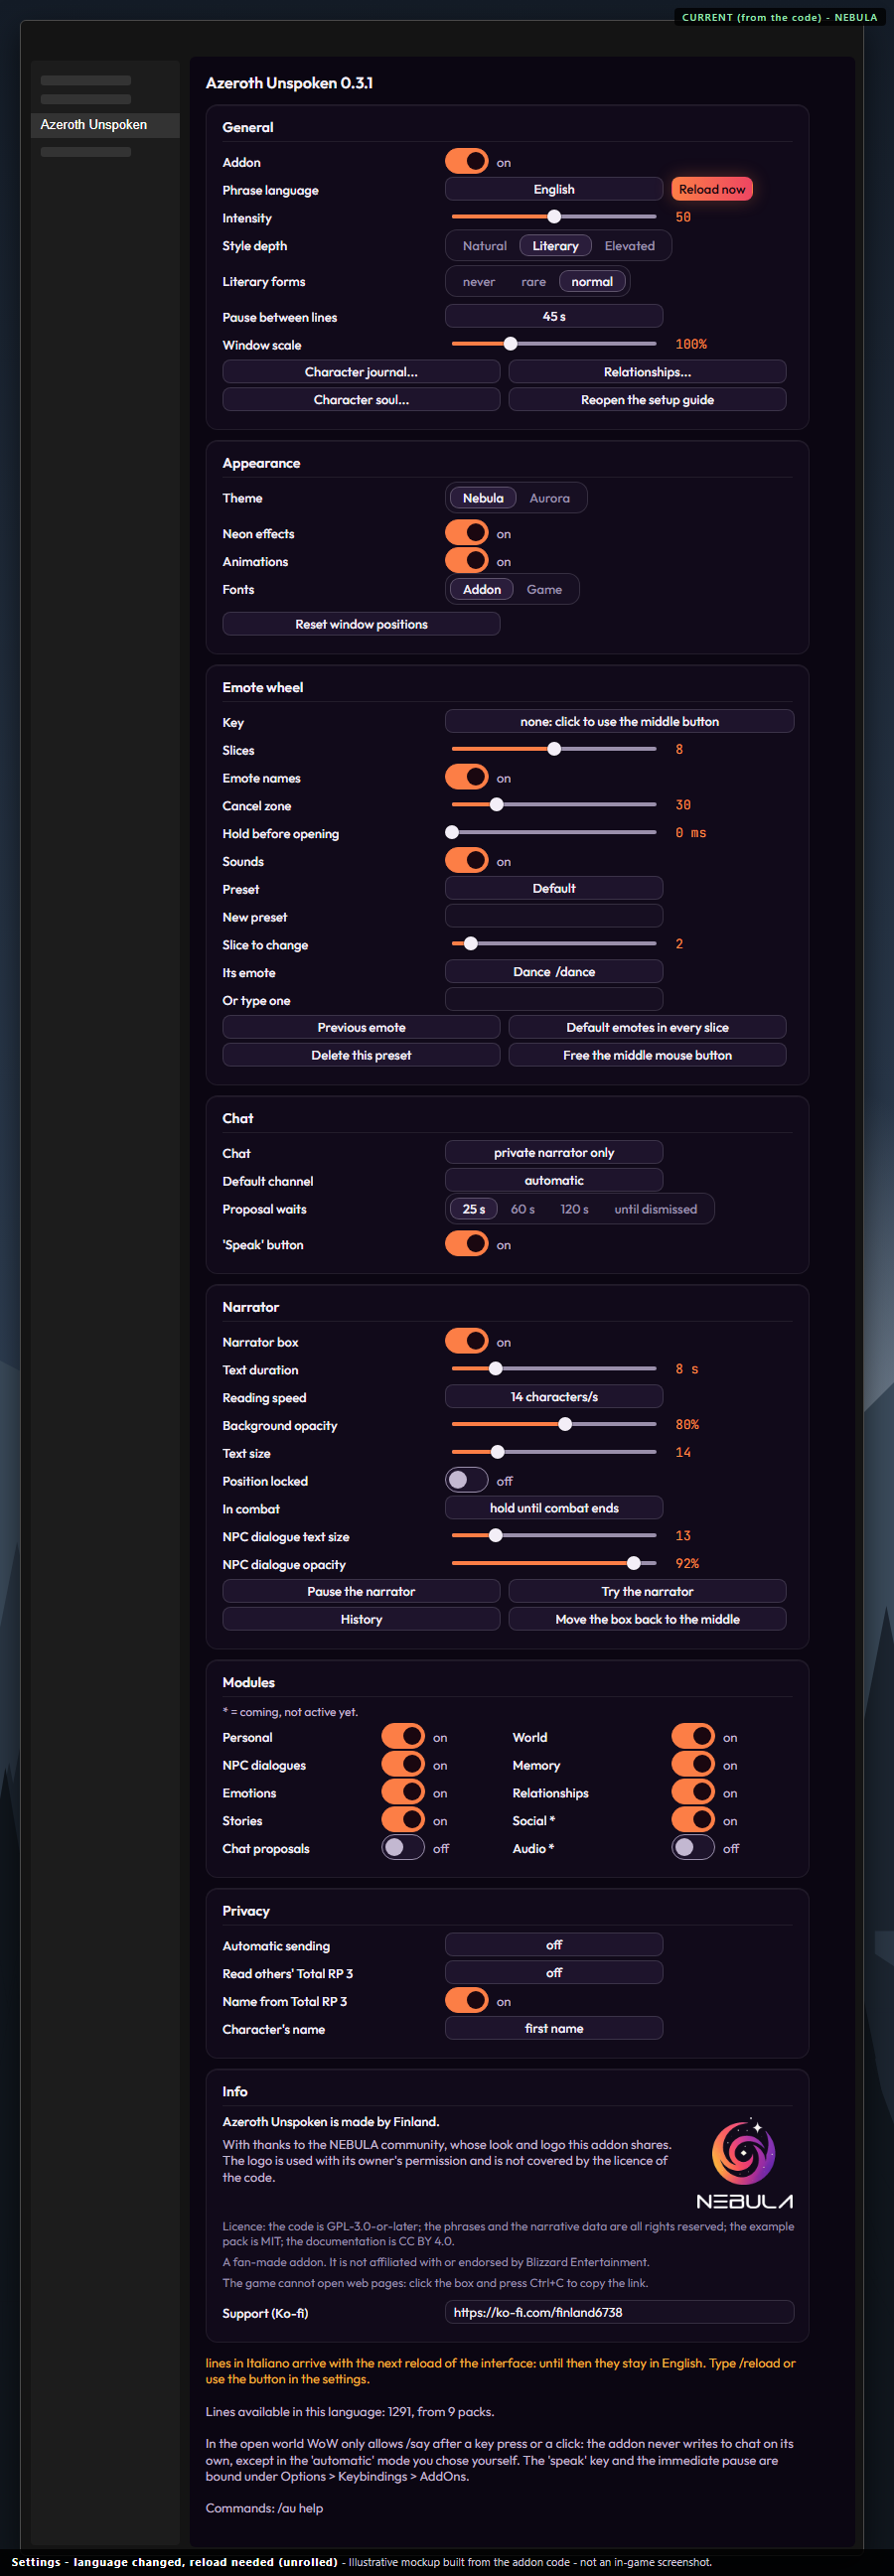 CURRENT (from the code) - NEBULA
Azeroth Unspoken
Azeroth Unspoken 0.3.1
General
Addon on
Phrase language English Reload now
Intensity 50
Style depth Natural Literary Elevated
Literary forms never rare normal
Pause between lines 45 s
Window scale 100%
Character journal... Relationships...
Character soul... Reopen the setup guide
Appearance
Theme Nebula Aurora
Neon effects on
Animations on
Fonts Addon Game
Reset window positions
Emote wheel
Key none: click to use the middle button
Slices 8
Emote names on
Cancel zone 30
Hold before opening 0 ms
Sounds on
Preset Default
New preset
Slice to change 2
Its emote Dance /dance
Or type one
Previous emote Default emotes in every slice
Delete this preset Free the middle mouse button
Chat
Chat private narrator only
Default channel automatic
Proposal waits 25 s 60 s 120 s until dismissed
'Speak' button on
Narrator
Narrator box on
Text duration 8 s
Reading speed 14 characters/s
Background opacity 80%
Text size 14
Position locked off
In combat hold until combat ends
NPC dialogue text size 13
NPC dialogue opacity 92%
Pause the narrator Try the narrator
History Move the box back to the middle
Modules
* = coming, not active yet.
Personal on World on
NPC dialogues on Memory on
Emotions on Relationships on
Stories on Social * on
Chat proposals off Audio * off
Privacy
Automatic sending off
Read others' Total RP 3 off
Name from Total RP 3 on
Character's name first name
Info
Azeroth Unspoken is made by Finland.
With thanks to the NEBULA community, whose look and logo this addon shares.
The logo is used with its owner's permission and is not covered by the licence of
the code.
NEBULA
Licence: the code is GPL-3.0-or-later; the phrases and the narrative data are all rights reserved; the example
pack is MIT; the documentation is CC BY 4.0.
A fan-made addon. It is not affiliated with or endorsed by Blizzard Entertainment.
The game cannot open web pages: click the box and press Ctrl+C to copy the link.
Support (Ko-fi) https://ko-fi.com/finland6738
lines in Italiano arrive with the next reload of the interface: until then they stay in English. Type /reload or
use the button in the settings.
Lines available in this language: 1291, from 9 packs.
In the open world WoW only allows /say after a key press or a click: the addon never writes to chat on its
own, except in the 'automatic' mode you chose yourself. The 'speak' key and the immediate pause are
bound under Options > Keybindings > AddOns.
Commands: /au help
Settings - language changed, reload needed (unrolled) - Illustrative mockup built from the addon code - not an in-game screenshot.